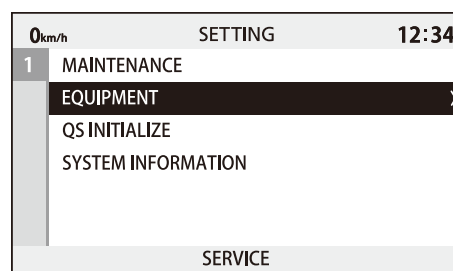 0km/h SETTING 12:34
1 MAINTENANCE
EQUIPMENT
QS INITIALIZE
SYSTEM INFORMATION
SERVICE